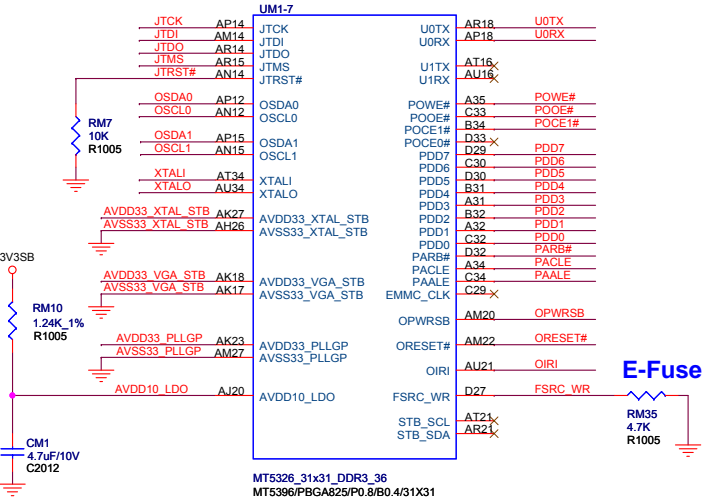 UM1-7
JTCK AP14 JTCK U0TX AR18 U0TX
JTDI AM14 JTDI U0RX AP18 U0RX
JTDO AR14 JTDO
JTMS AR15 JTMS U1TX AT16
JTRST# AN14 JTRST# U1RX AU16
OSDA0 AP12 OSDA0 POWE# A35 POWE#
OSCL0 AN12 OSCL0 POOE# C33 POOE#
RM7
10K
R1005
POCE1# B34 POCE1#
POCE0# D33
OSDA1 AP15 OSDA1 PDD7 D29 PDD7
OSCL1 AN15 OSCL1 PDD6 C30 PDD6
XTALI AT34 XTALI PDD5 D30 PDD5
XTALO AU34 XTALO PDD4 B31 PDD4
PDD3 A31 PDD3
AVDD33_XTAL_STB AK27 AVDD33_XTAL_STB PDD2 B32 PDD2
AVSS33_XTAL_STB AH26 AVSS33_XTAL_STB PDD1 A32 PDD1
PDD0 C32 PDD0
PARB# D32 PARB#
3V3SB
PACLE A34 PACLE
AVDD33_VGA_STB AK18 AVDD33_VGA_STB PAALE C34 PAALE
AVSS33_VGA_STB AK17 AVSS33_VGA_STB EMMC_CLK C29
RM10
1.24K_1%
R1005
OPWRSB AM20 OPWRSB
AVDD33_PLLGP AK23 AVDD33_PLLGP ORESET# AM22 ORESET#
AVSS33_PLLGP AM27 AVSS33_PLLGP
OIRI AU21 OIRI
E-Fuse
AVDD10_LDO AJ20 AVDD10_LDO FSRC_WR D27 FSRC_WR
RM35
4.7K
R1005
STB_SCL AT21
STB_SDA AR21
CM1
4.7uF/10V
C2012
MT5326_31x31_DDR3_36
MT5396/PBGA825/P0.8/B0.4/31X31